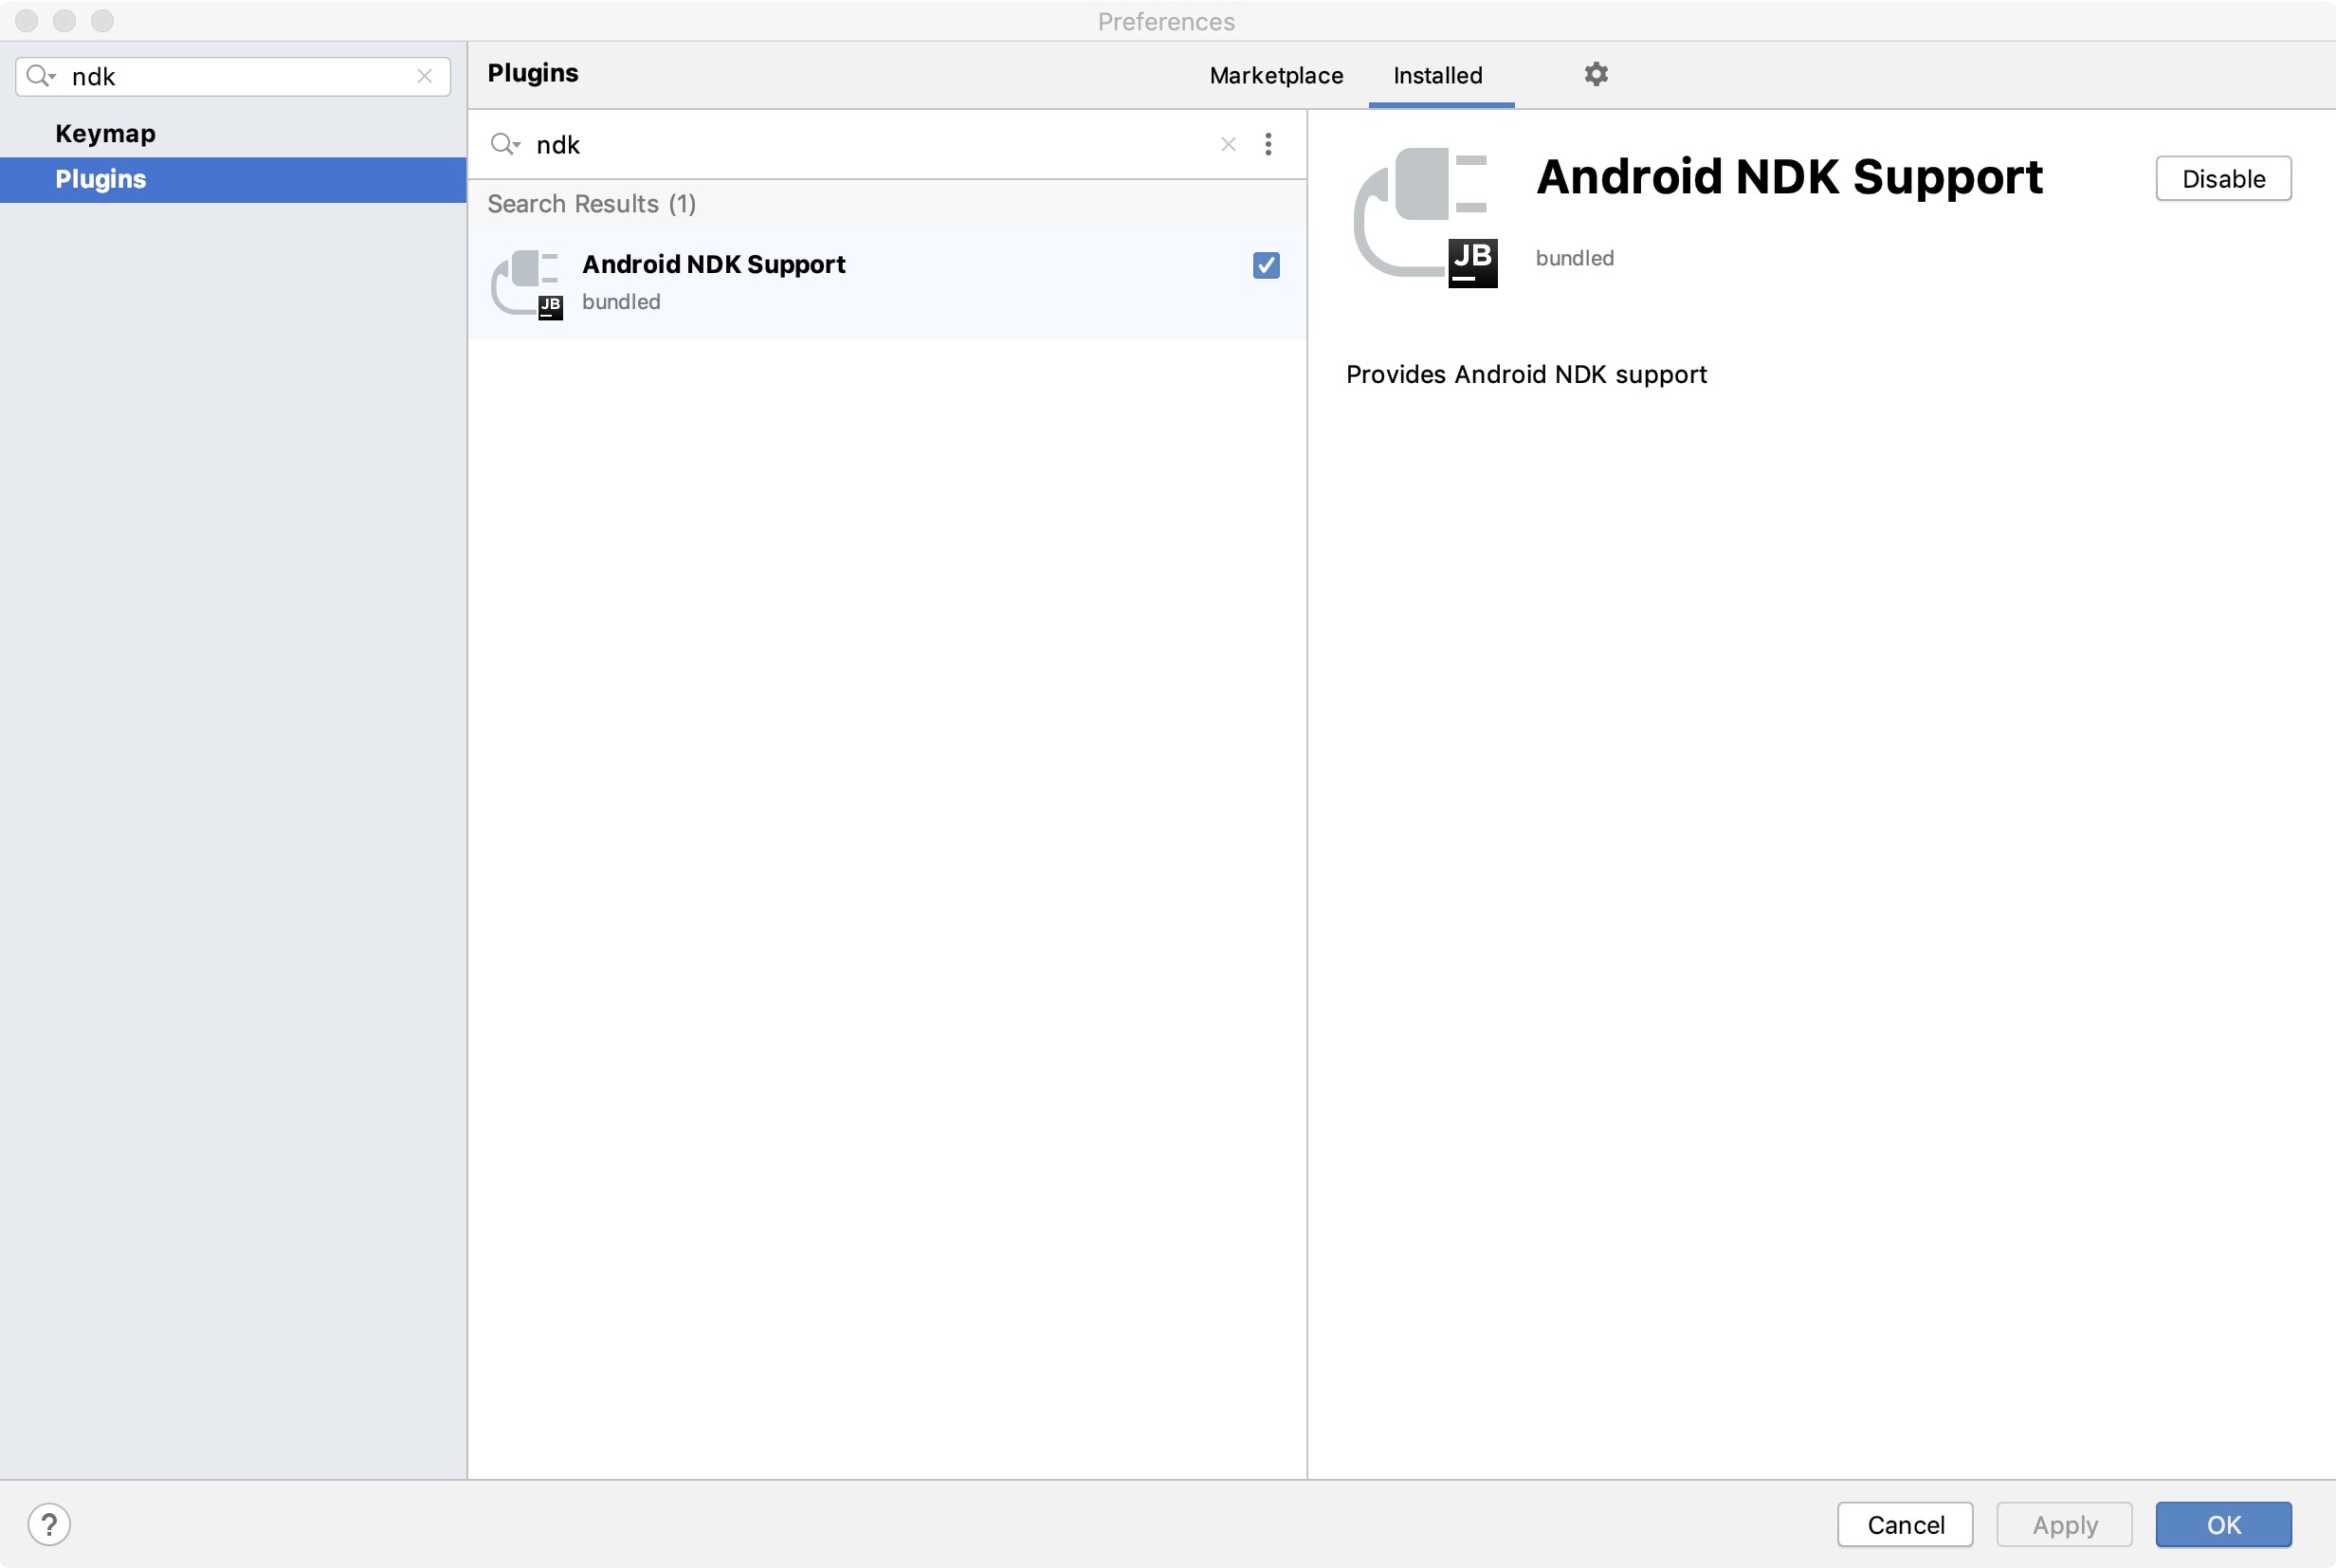 Preferences
ndk
Keymap
Plugins
Plugins
Marketplace
Installed
ndk
Search Results (1)
Android NDK Support
bundled
JB
Android NDK Support
Disable
bundled
JB
Provides Android NDK support
?
Cancel
Apply
OK